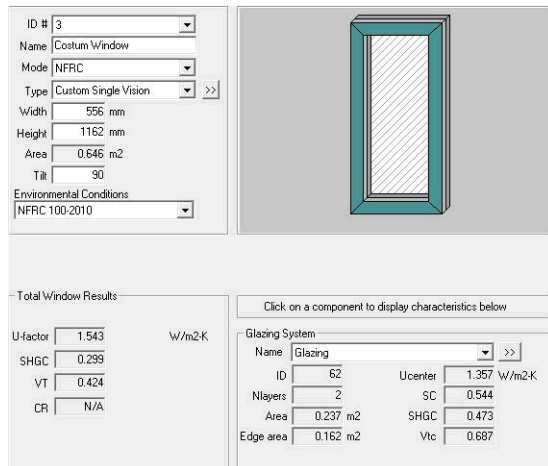 ID # 3
Name Costum Window
Mode NFRC
Type Custom Single Vision >>
Width 556 mm
Height 1162 mm
Area 0.646 m2
Tilt 90
Environmental Conditions
NFRC 100-2010
Total Window Results
U-factor 1.543 W/m2-K
SHGC 0.299
VT 0.424
CR N/A
Click on a component to display characteristics below
Glazing System
Name Glazing >>
ID 62 Ucenter 1.357 W/m2-K
Nlayers 2 SC 0.544
Area 0.237 m2 SHGC 0.473
Edge area 0.162 m2 Vtc 0.687